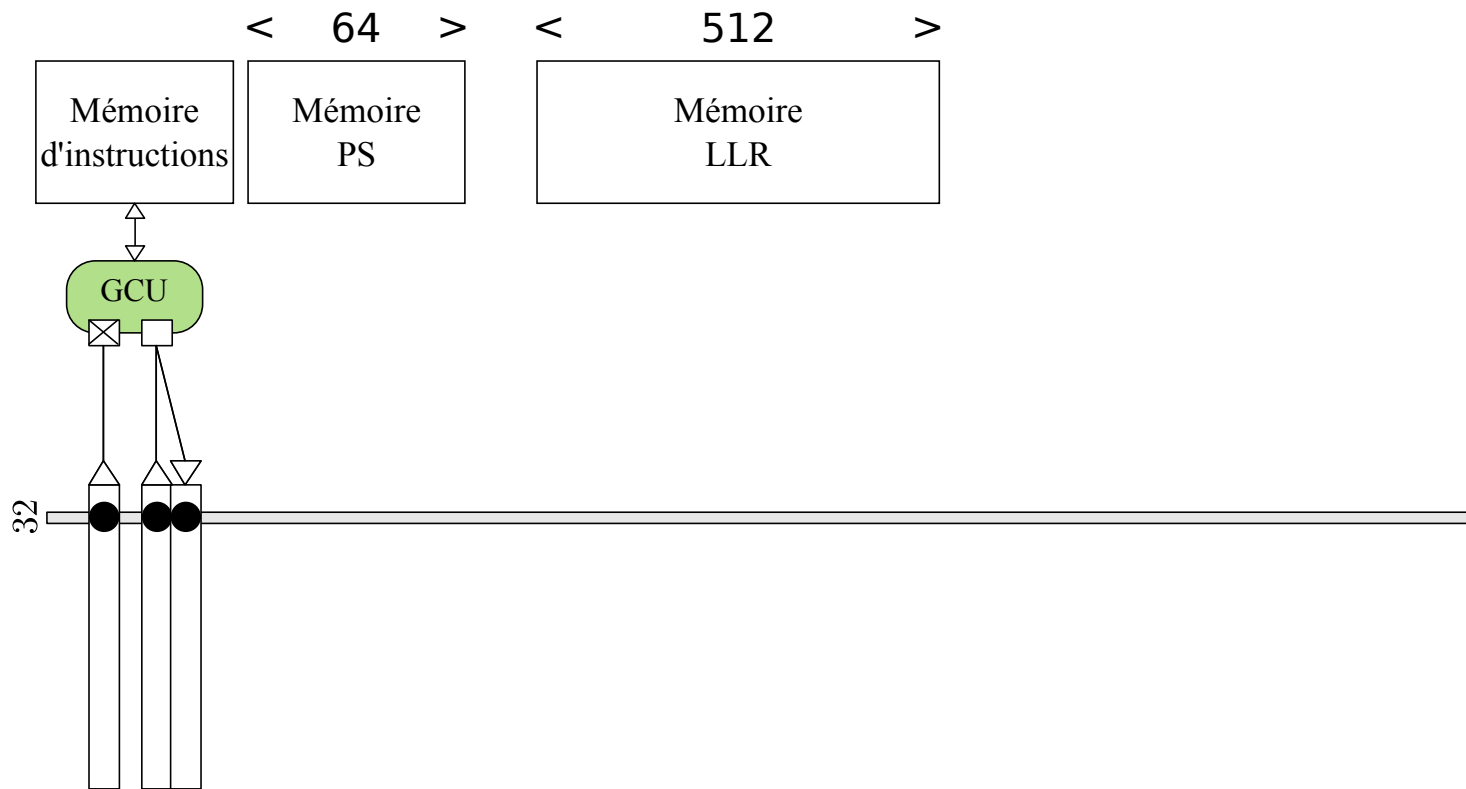 < 64 >
< 512 >
Mémoire
d'instructions
Mémoire
PS
Mémoire
LLR
GCU
32